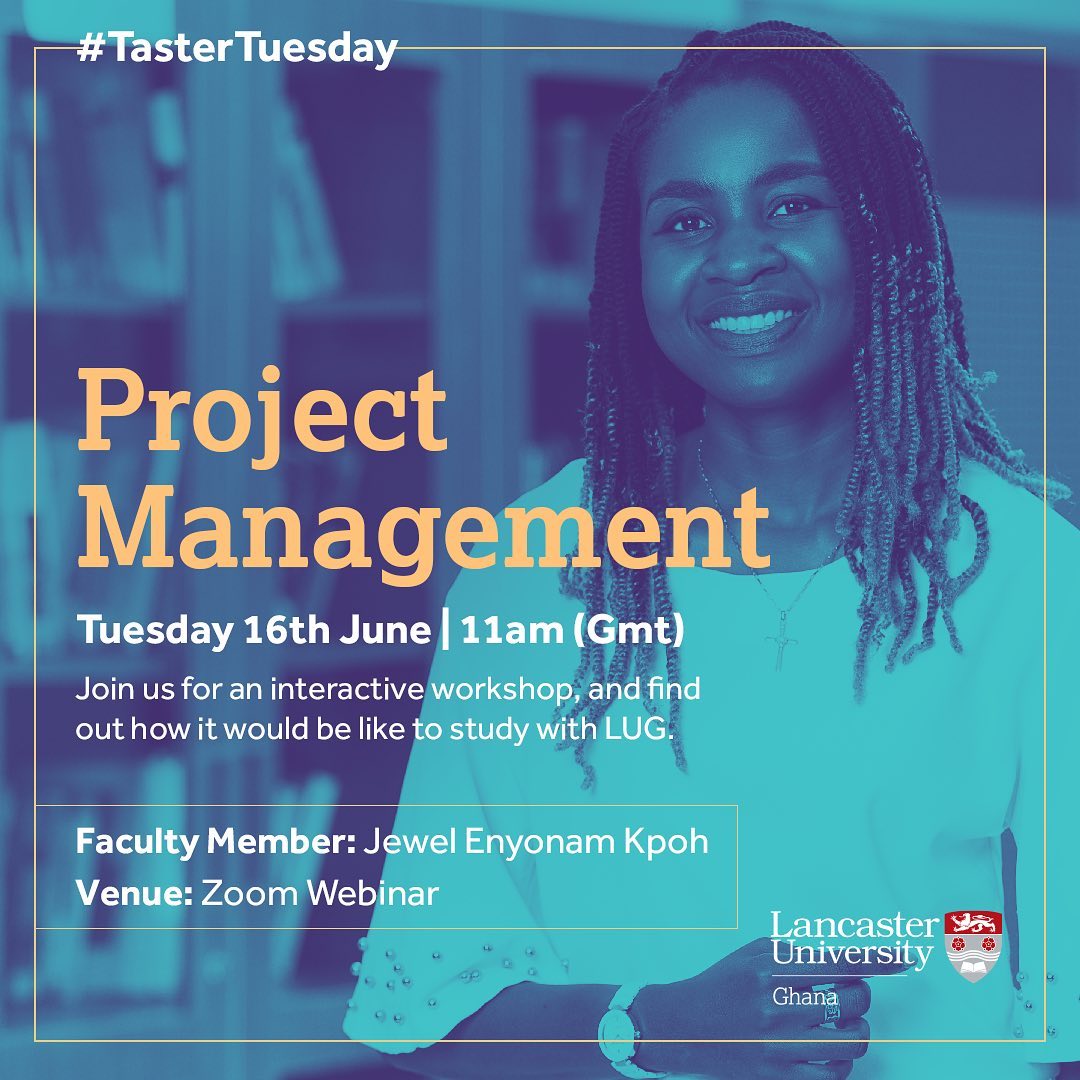 #TasterTuesday
Project
Management
Tuesday 16th June | 11am (Gmt)
Join us for an interactive workshop, and find
out how it would be like to study with LUG.
Faculty Member: Jewel Enyonam Kpoh
Venue: Zoom Webinar
Lancaster
University
Ghana